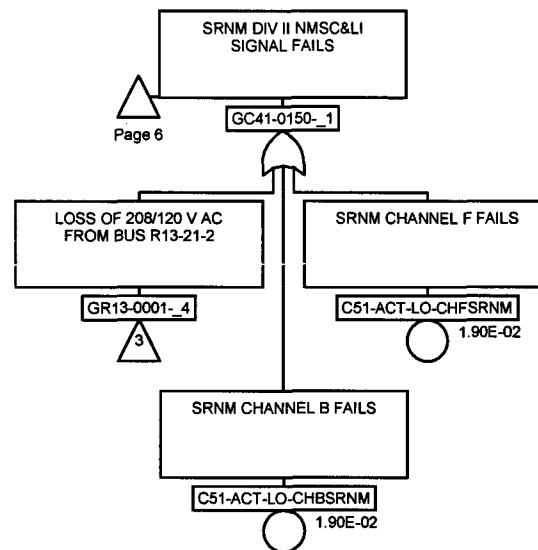 SRNM DIV II NMSC&LI
SIGNAL FAILS
Page 6
GC41-0150-_1
LOSS OF 208/120 V AC
FROM BUS R13-21-2
GR13-0001-_4
3
SRNM CHANNEL F FAILS
C51-ACT-LO-CHFSRNM
1.90E-02
SRNM CHANNEL B FAILS
C51-ACT-LO-CHBSRNM
1.90E-02